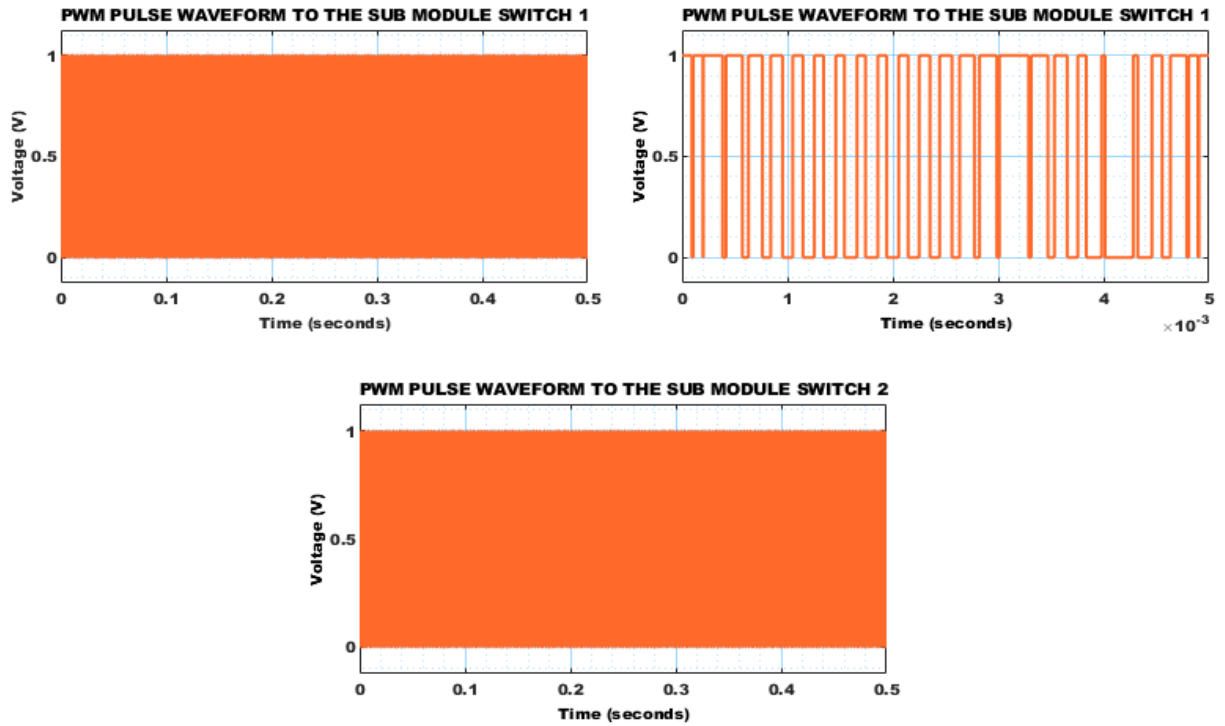 PWM PULSE WAVEFORM TO THE SUB MODULE SWITCH 1
1
0.5
0
Voltage (V)
0 0.1 0.2 0.3 0.4 0.5
Time (seconds)
PWM PULSE WAVEFORM TO THE SUB MODULE SWITCH 1
1
0.5
0
Voltage (V)
0 1 2 3 4 5
Time (seconds)
×10⁻³
PWM PULSE WAVEFORM TO THE SUB MODULE SWITCH 2
1
0.5
0
Voltage (V)
0 0.1 0.2 0.3 0.4 0.5
Time (seconds)